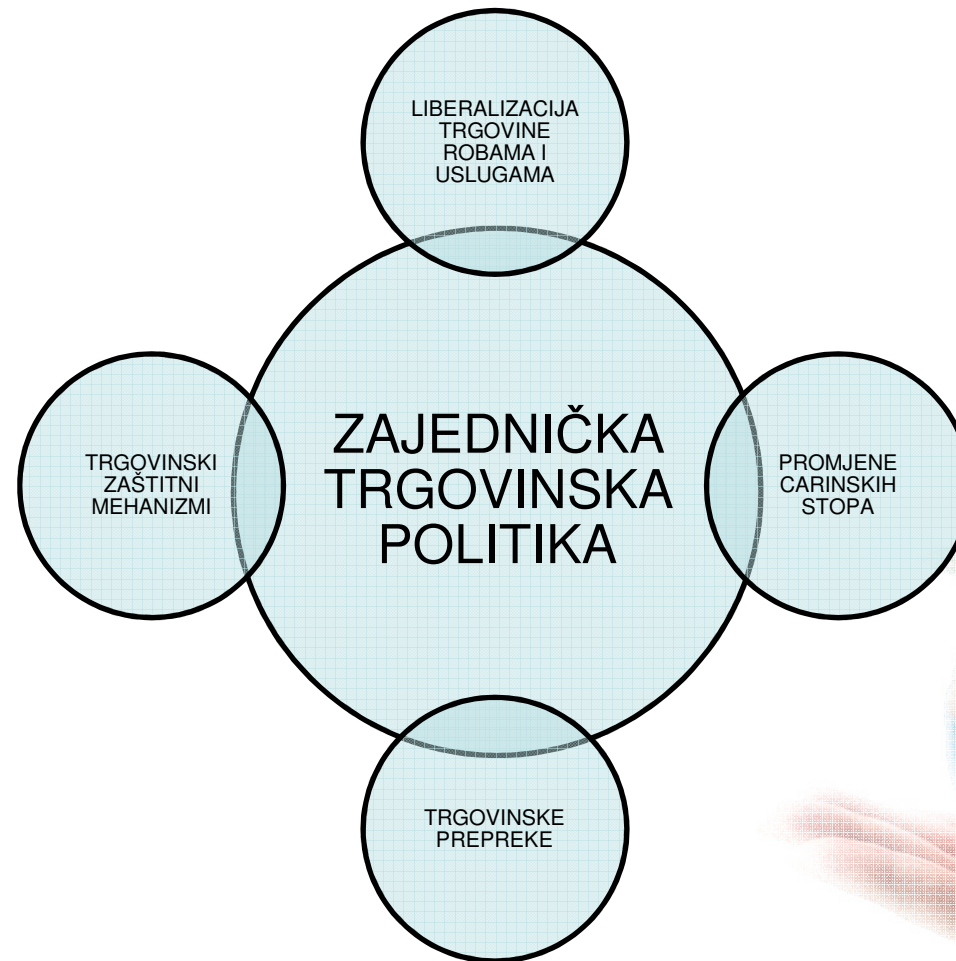 LIBERALIZACIJA
TRGOVINE
ROBAMA I
USLUGAMA
TRGOVINSKI
ZAŠTITNI
MEHANIZMI
ZAJEDNIČKA
TRGOVINSKA
POLITIKA
PROMJENE
CARINSKIH
STOPA
TRGOVINSKE
PREPREKE